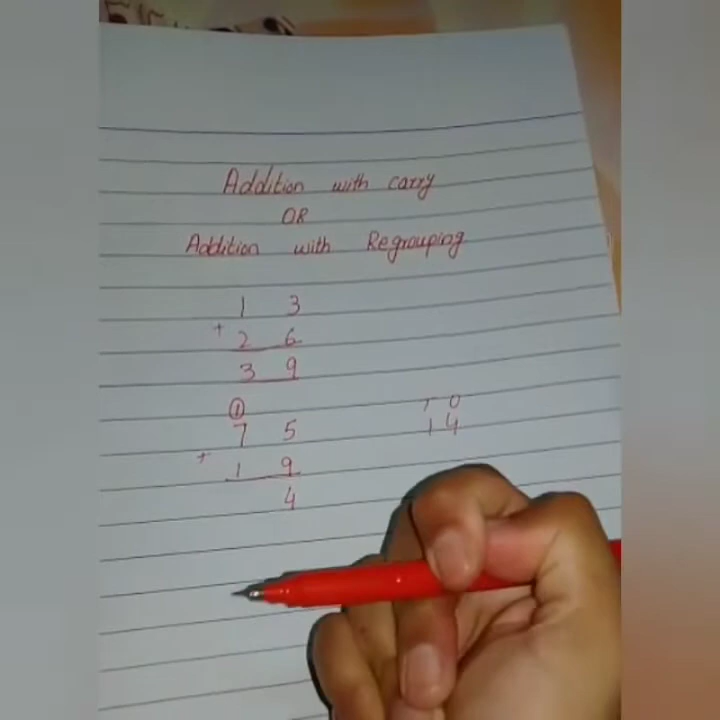 Addition with carry
OR
Addition with Regrouping
1 3
+ 2 6
3 9
1
7 5
T O
1 4
+ 1 9
4